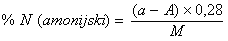 % N (amonijski) = (a – A) × 0,28 / M